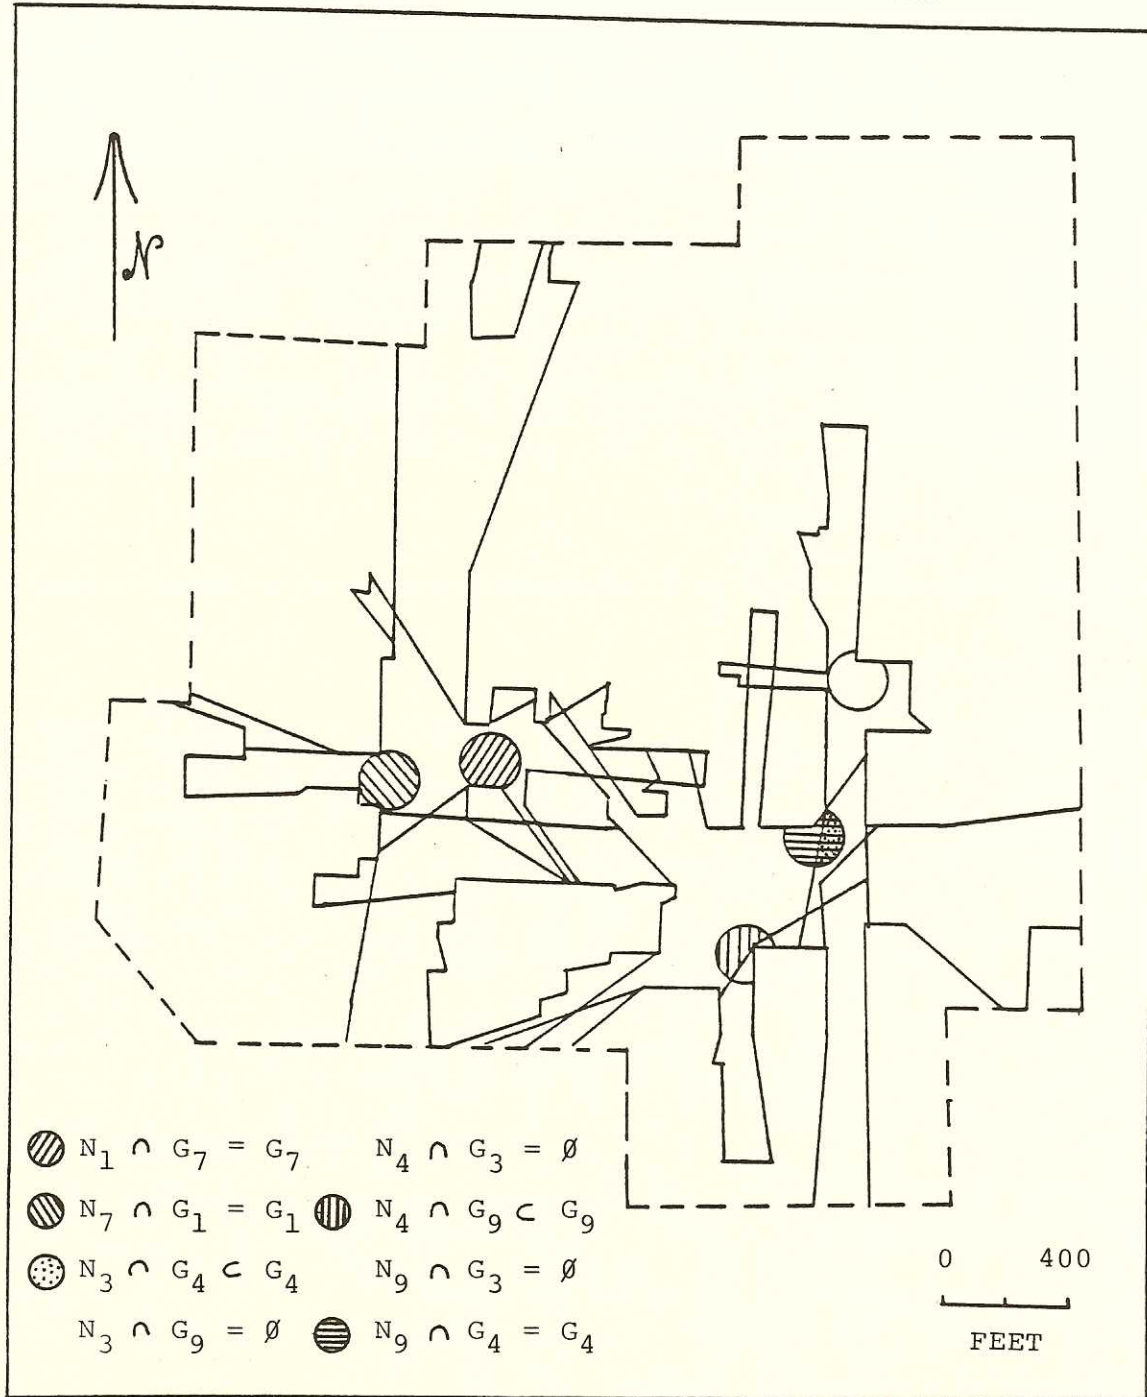 N
N₁ ∩ G₇ = G₇ N₄ ∩ G₃ = ∅
N₇ ∩ G₁ = G₁ N₄ ∩ G₉ ⊂ G₉
N₃ ∩ G₄ ⊂ G₄ N₉ ∩ G₃ = ∅
N₃ ∩ G₉ = ∅ N₉ ∩ G₄ = G₄
0 400
FEET